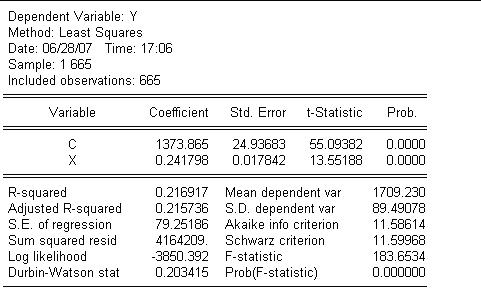 Dependent Variable: Y
Method: Least Squares
Date: 06/28/07 Time: 17:06
Sample: 1 665
Included observations: 665
Variable Coefficient Std. Error t-Statistic Prob.
C 1373.865 24.93683 55.09382 0.0000
X 0.241798 0.017842 13.55188 0.0000
R-squared 0.216917 Mean dependent var 1709.230
Adjusted R-squared 0.215736 S.D. dependent var 89.49078
S.E. of regression 79.25186 Akaike info criterion 11.58614
Sum squared resid 4164209. Schwarz criterion 11.59968
Log likelihood -3850.392 F-statistic 183.6534
Durbin-Watson stat 0.203415 Prob(F-statistic) 0.000000